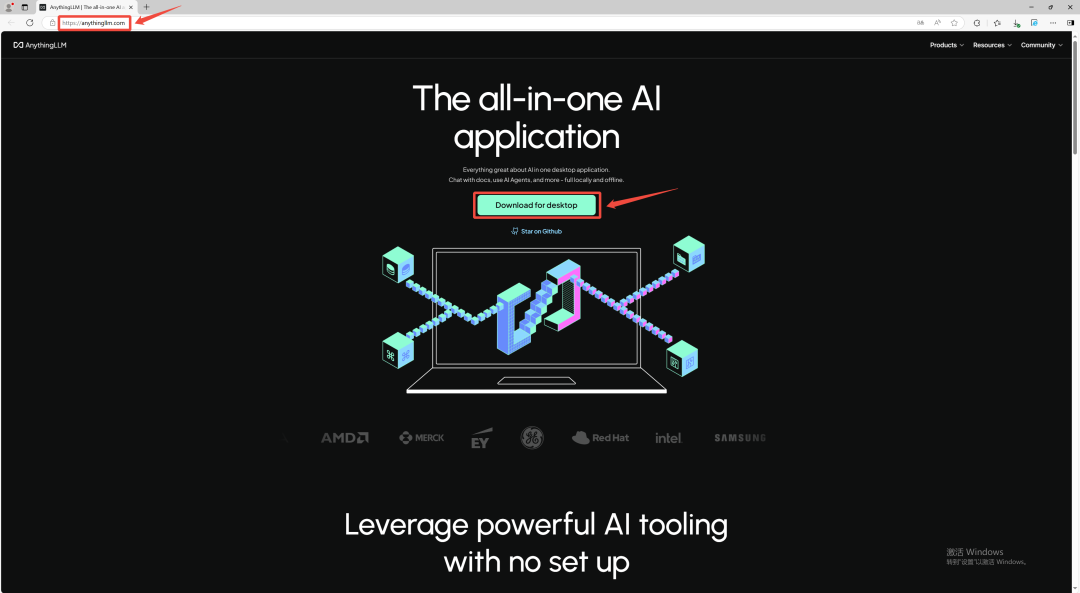 AnythingLLM | The all-in-one AI a
https://anythingllm.com
AnythingLLM
Products
Resources
Community
The all-in-one AI
application
Everything great about AI in one desktop application.
Chat with docs, use AI Agents, and more - full locally and offline.
Download for desktop
Star on Github
AMD
MERCK
EY
Red Hat
intel
SAMSUNG
Leverage powerful AI tooling
with no set up
激活 Windows
转到"设置"以激活 Windows。